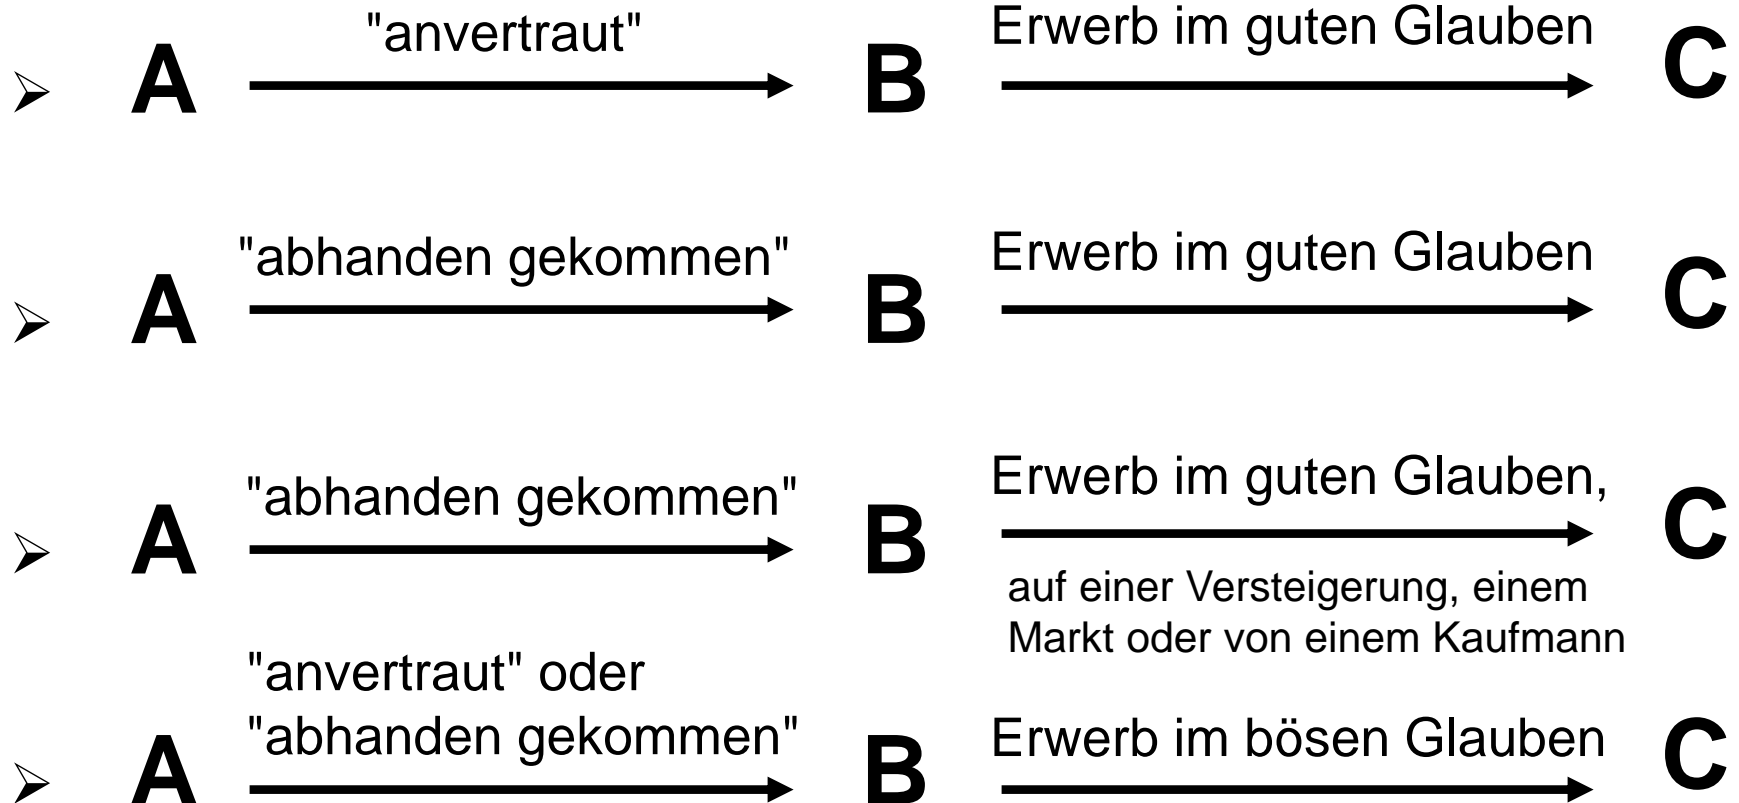 "anvertraut" Erwerb im guten Glauben
➢ A B C
"abhanden gekommen" Erwerb im guten Glauben
➢ A B C
"abhanden gekommen" Erwerb im guten Glauben,
➢ A B C
auf einer Versteigerung, einem
Markt oder von einem Kaufmann
"anvertraut" oder
"abhanden gekommen" Erwerb im bösen Glauben
➢ A B C